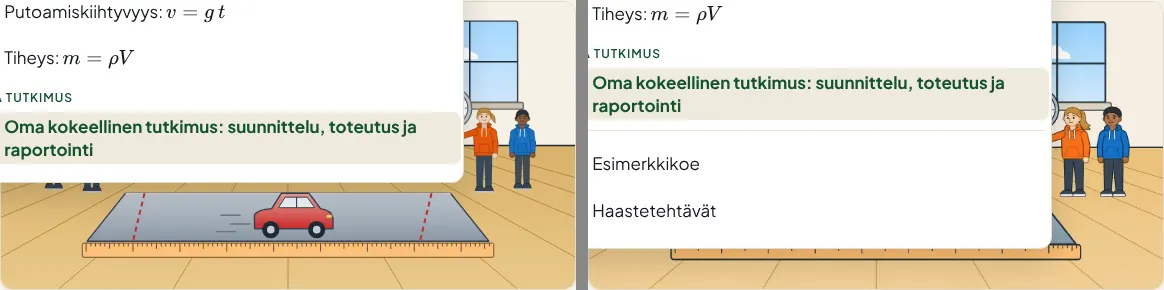 Putoamiskiihtyvyys: v = g t
Tiheys: m = ρV
TUTKIMUS
Oma kokeellinen tutkimus: suunnittelu, toteutus ja
raportointi
Tiheys: m = ρV
TUTKIMUS
Oma kokeellinen tutkimus: suunnittelu, toteutus ja
raportointi
Esimerkkikoe
Haastetehtävät